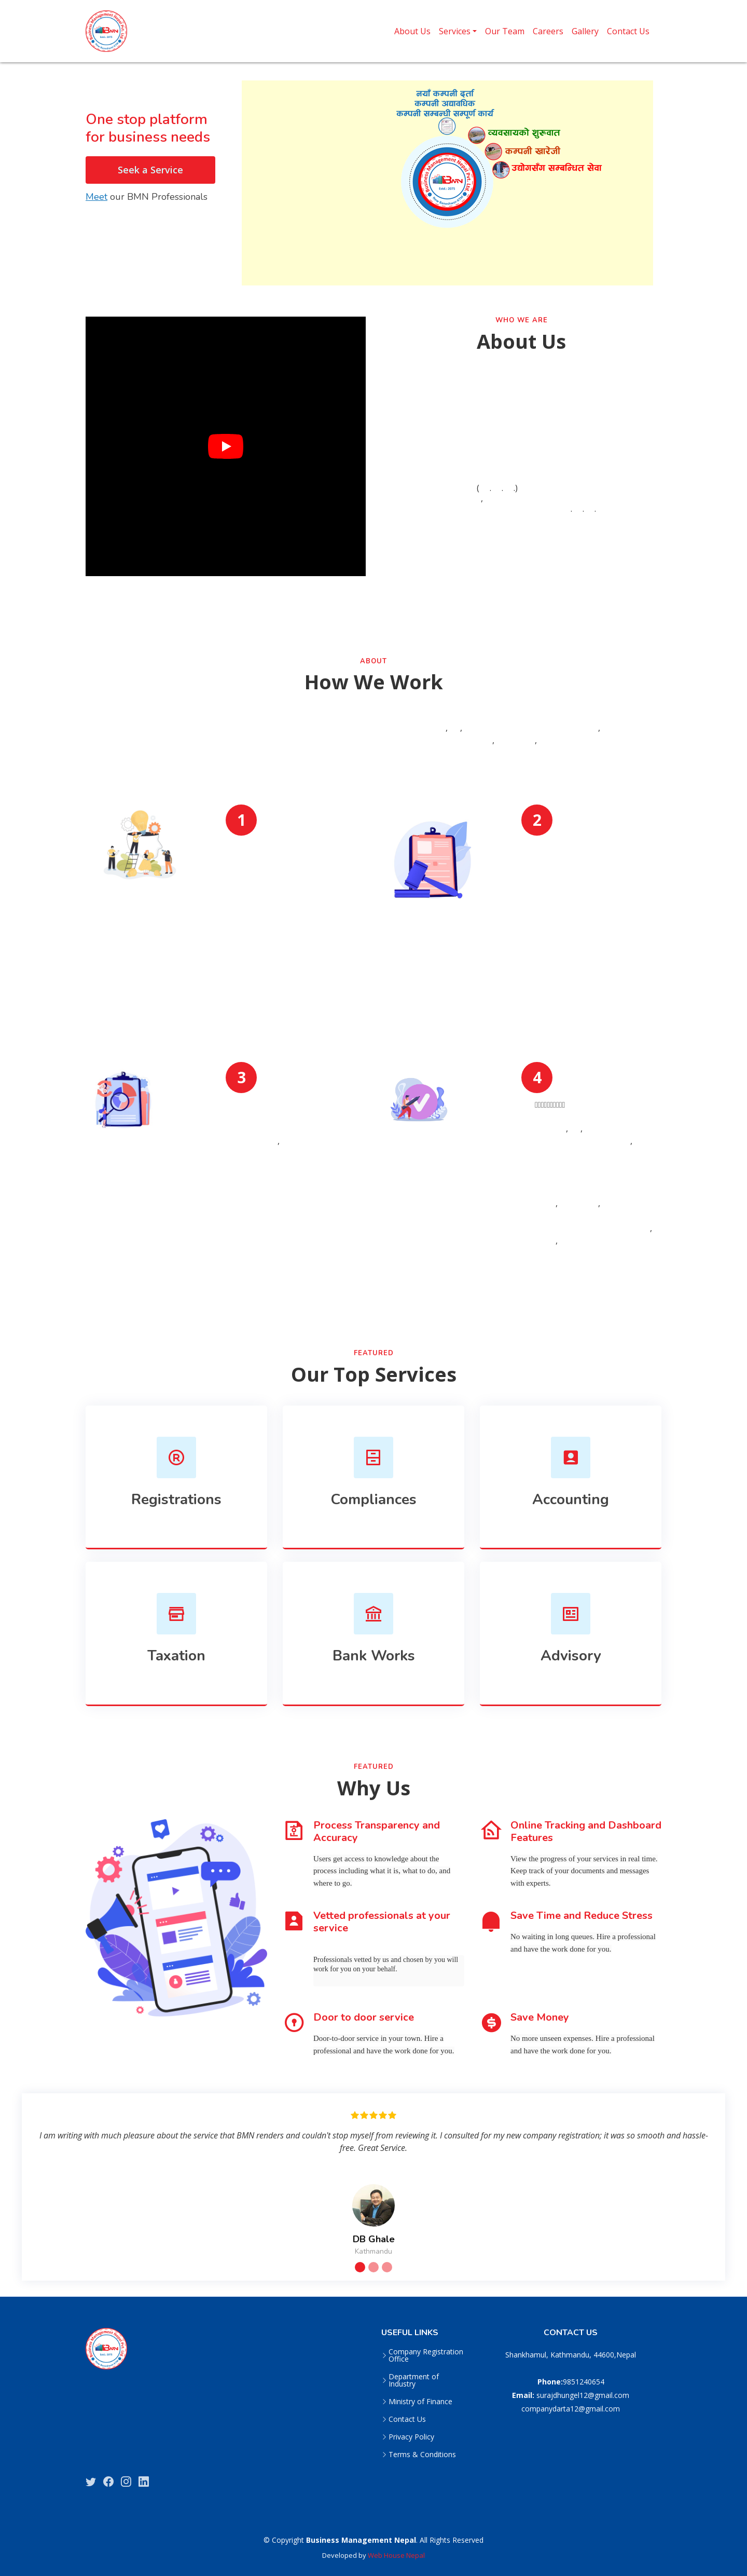 About Us
Services
Our Team
Careers
Gallery
Contact Us
One stop platform
for business needs
Seek a Service
Meet our BMN Professionals
नयाँ कम्पनी दर्ता
कम्पनी अद्यावधिक
कम्पनी सम्बन्धी सम्पूर्ण कार्य
व्यवसायको शुरूवात
कम्पनी खारेजी
उद्योगसँग सम्बन्धित सेवा
Business Management Nepal Pvt. Ltd.
BMN
WHO WE ARE
About Us
ABOUT
How We Work
1
2
3
4
FEATURED
Our Top Services
Registrations
Compliances
Accounting
Taxation
Bank Works
Advisory
FEATURED
Why Us
Process Transparency and
Accuracy
Users get access to knowledge about the
process including what it is, what to do, and
where to go.
Online Tracking and Dashboard
Features
View the progress of your services in real time.
Keep track of your documents and messages
with experts.
Vetted professionals at your
service
Professionals vetted by us and chosen by you will
work for you on your behalf.
Save Time and Reduce Stress
No waiting in long queues. Hire a professional
and have the work done for you.
Door to door service
Door-to-door service in your town. Hire a
professional and have the work done for you.
Save Money
No more unseen expenses. Hire a professional
and have the work done for you.
I am writing with much pleasure about the service that BMN renders and couldn't stop myself from reviewing it. I consulted for my new company registration; it was so smooth and hassle-
free. Great Service.
DB Ghale
Kathmandu
USEFUL LINKS
Company Registration
Office
Department of
Industry
Ministry of Finance
Contact Us
Privacy Policy
Terms & Conditions
CONTACT US
Shankhamul, Kathmandu, 44600,Nepal
Phone:9851240654
Email: surajdhungel12@gmail.com
companydarta12@gmail.com
© Copyright Business Management Nepal. All Rights Reserved
Developed by Web House Nepal